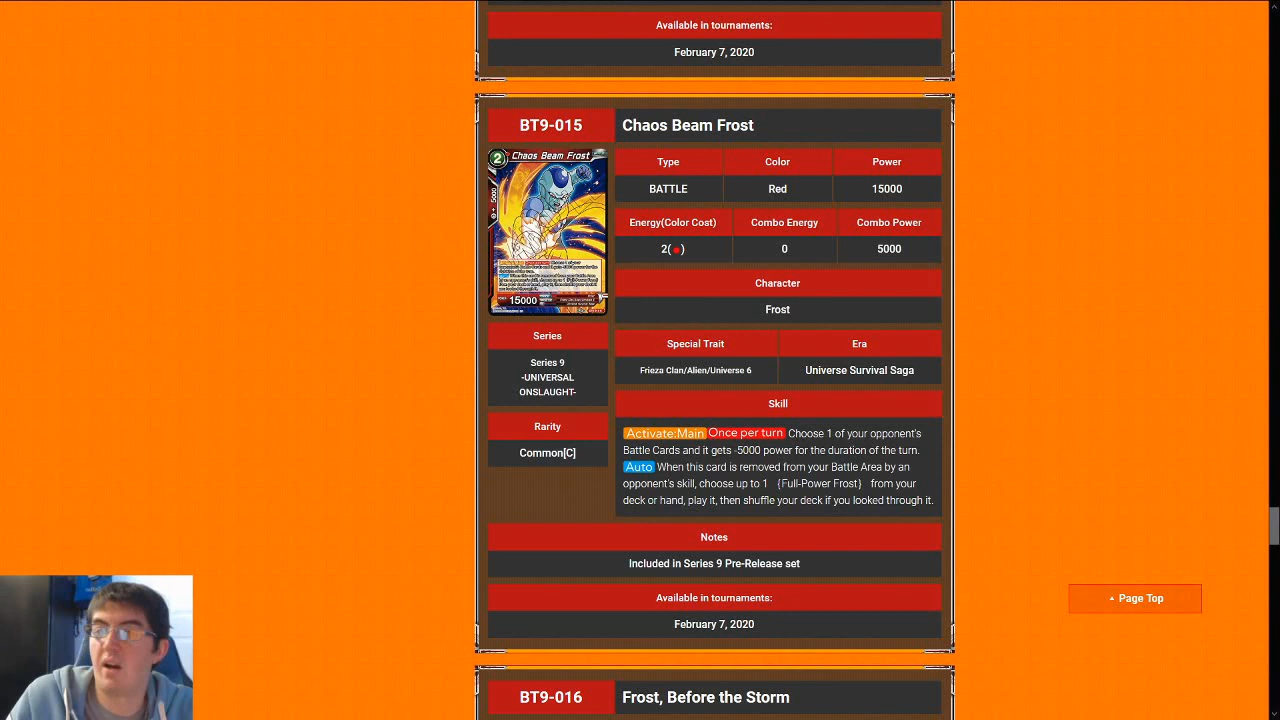 Available in tournaments:
February 7, 2020
BT9-015
Chaos Beam Frost
2
Chaos Beam Frost
15000
Type
Color
Power
BATTLE
Red
15000
Energy(Color Cost)
Combo Energy
Combo Power
2( )
0
5000
Character
Frost
Series
Series 9
-UNIVERSAL
ONSLAUGHT-
Rarity
Common[C]
Special Trait
Era
Frieza Clan/Alien/Universe 6
Universe Survival Saga
Skill
Activate:Main Once per turn Choose 1 of your opponent's
Battle Cards and it gets -5000 power for the duration of the turn.
Auto When this card is removed from your Battle Area by an
opponent's skill, choose up to 1 {Full-Power Frost} from your
deck or hand, play it, then shuffle your deck if you looked through it.
Notes
Included in Series 9 Pre-Release set
Available in tournaments:
February 7, 2020
Page Top
BT9-016
Frost, Before the Storm